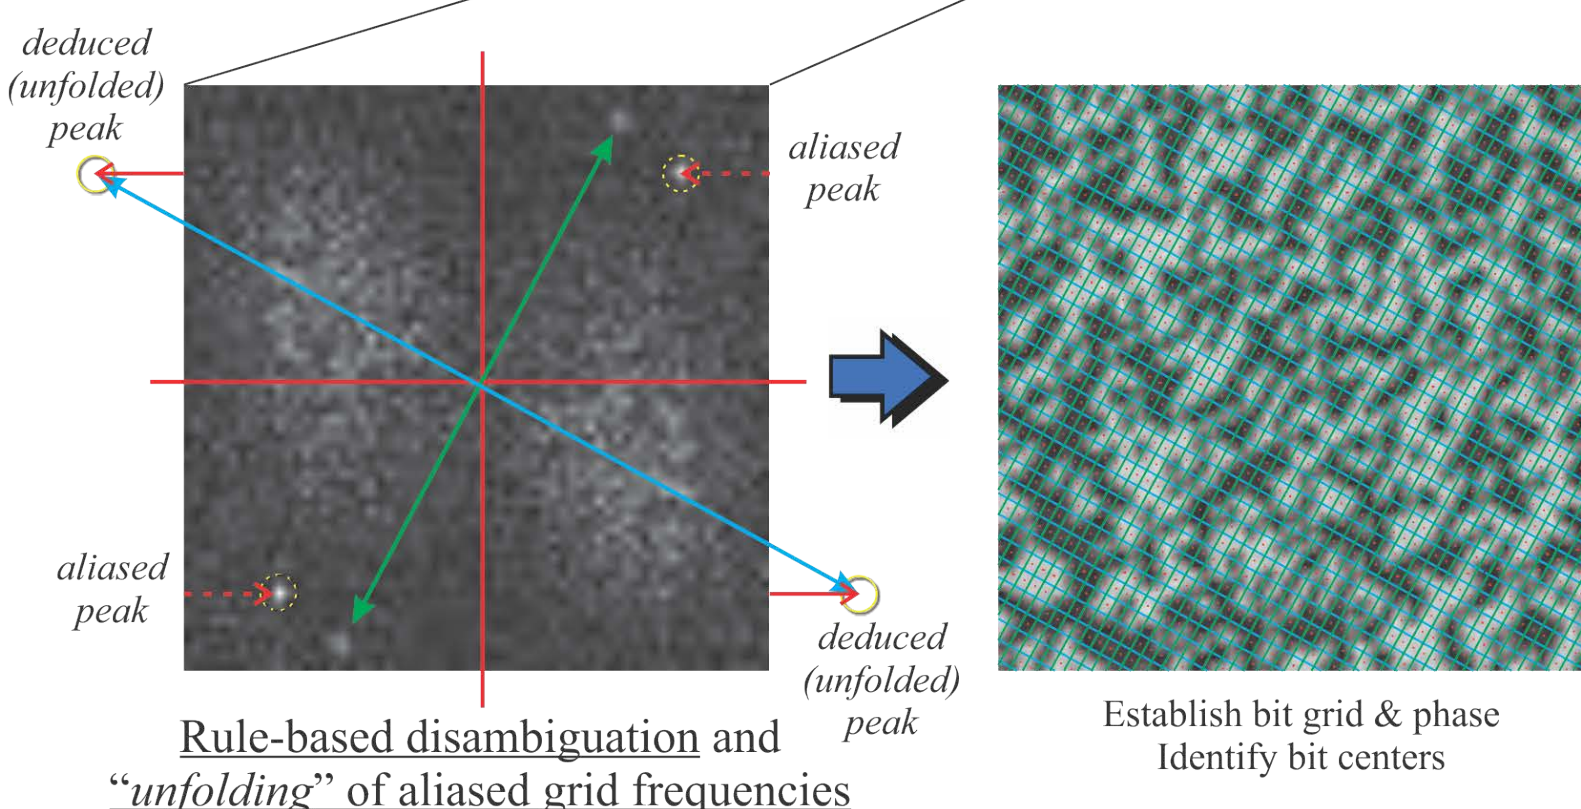 deduced
(unfolded)
peak
aliased
peak
aliased
peak
deduced
(unfolded)
peak
Rule-based disambiguation and
“unfolding” of aliased grid frequencies
Establish bit grid & phase
Identify bit centers